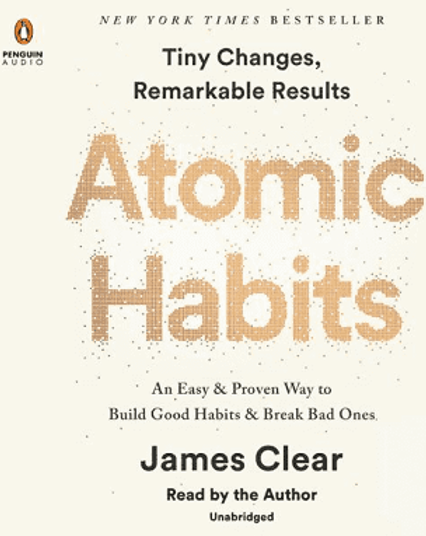 NEW YORK TIMES BESTSELLER
PENGUIN
AUDIO
Tiny Changes,
Remarkable Results
Atomic
Habits
An Easy & Proven Way to
Build Good Habits & Break Bad Ones
James Clear
Read by the Author
Unabridged